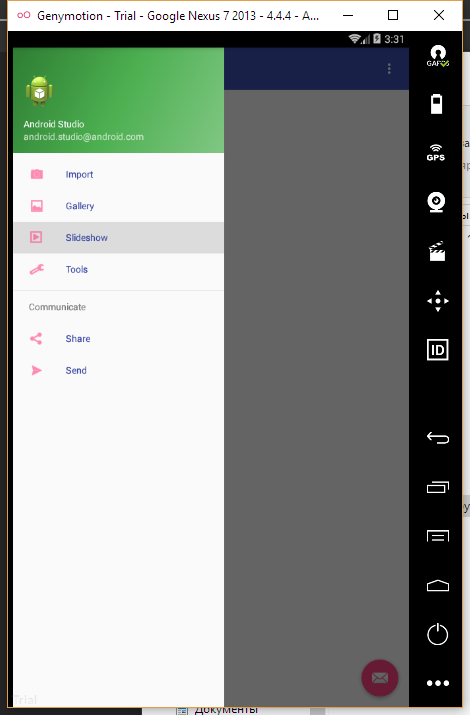 Genymotion - Trial - Google Nexus 7 2013 - 4.4.4 - A...
3:31
GAPPS
Android Studio
android.studio@android.com
Import
Gallery
GPS
Slideshow
Tools
Communicate
ID
Share
Send
Trial
Документы